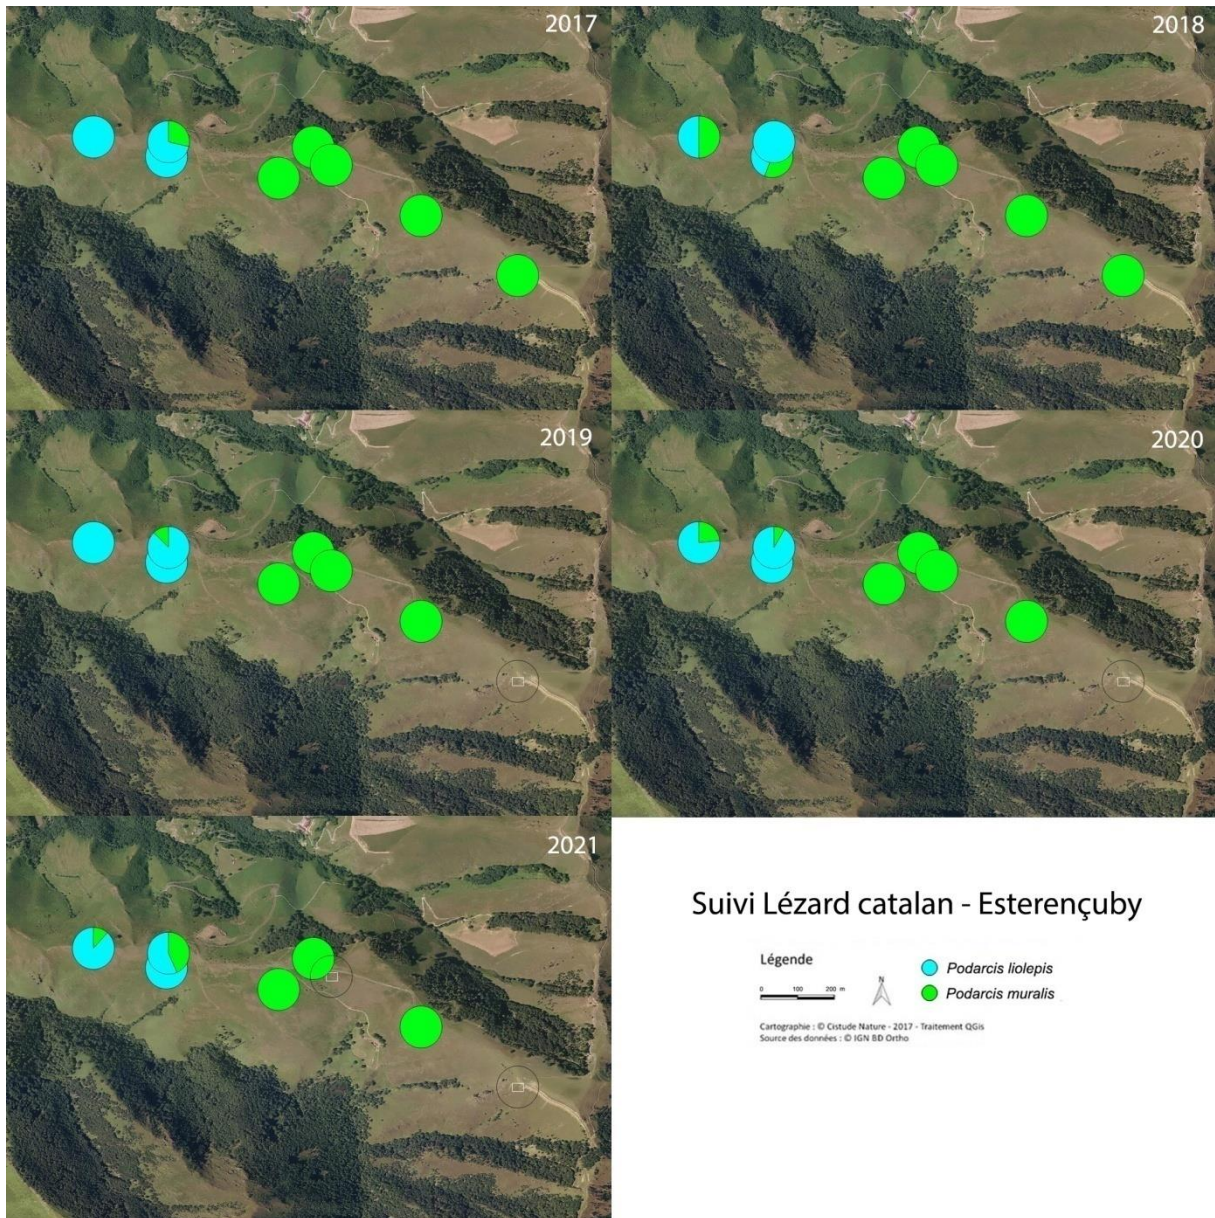 2017
2018
2019
2020
2021
Suivi Lézard catalan - Esterençuby
Légende
0 100 200 m
N
Podarcis liolepis
Podarcis muralis
Cartographie : © Cistude Nature - 2017 - Traitement QGis
Source des données : © IGN BD Ortho